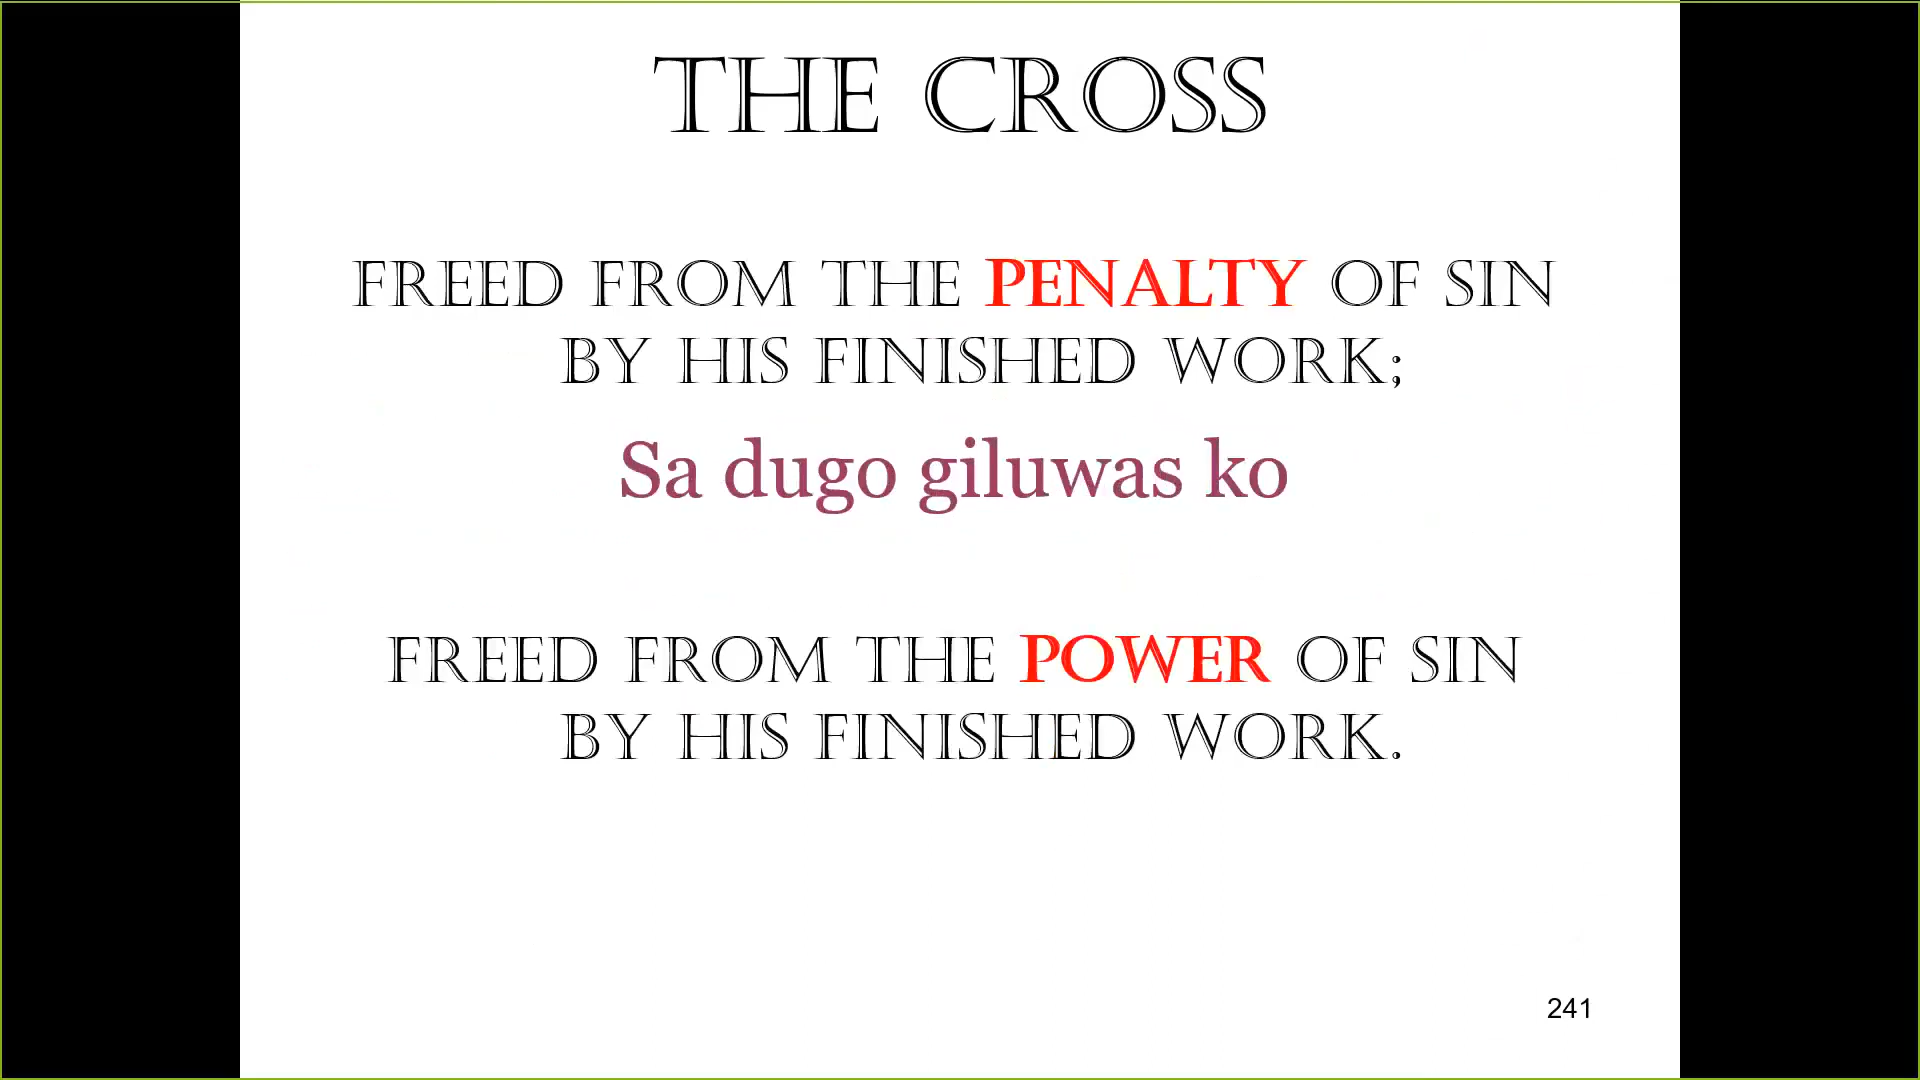 THE CROSS
FREED FROM THE PENALTY OF SIN
BY HIS FINISHED WORK;
Sa dugo giluwas ko
FREED FROM THE POWER OF SIN
BY HIS FINISHED WORK.
241